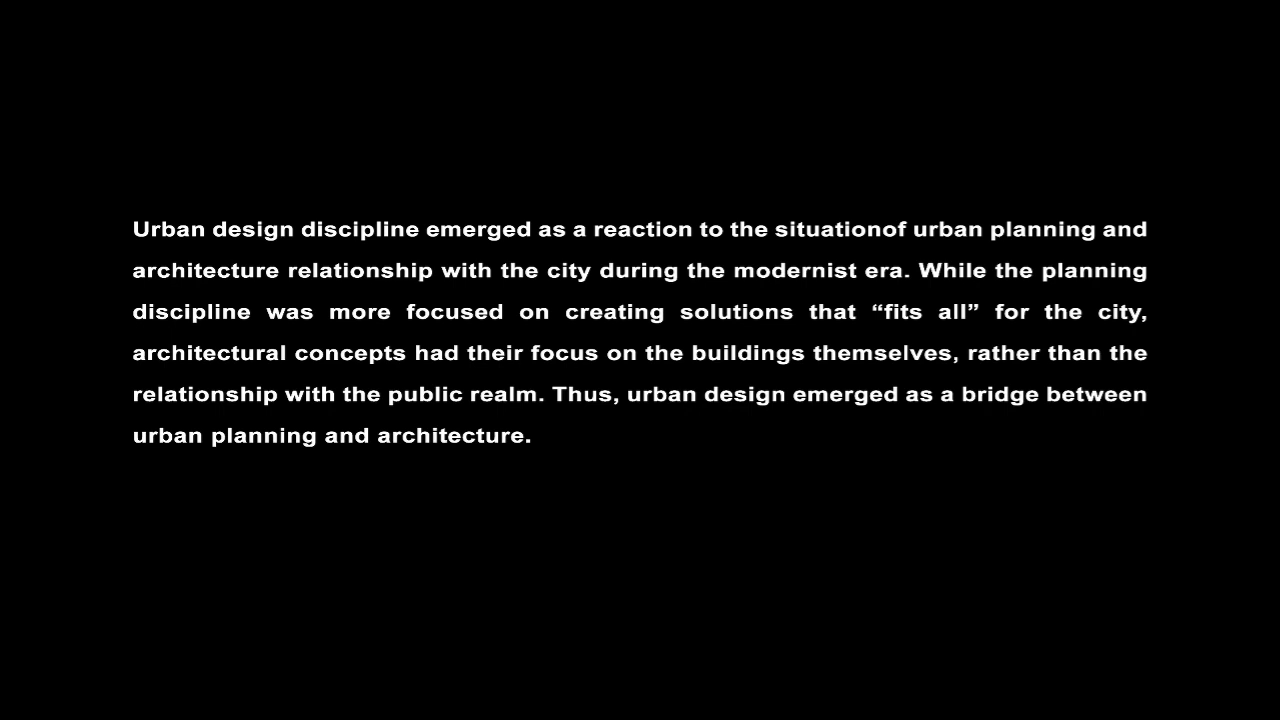 Urban design discipline emerged as a reaction to the situationof urban planning and
architecture relationship with the city during the modernist era. While the planning
discipline was more focused on creating solutions that “fits all” for the city,
architectural concepts had their focus on the buildings themselves, rather than the
relationship with the public realm. Thus, urban design emerged as a bridge between
urban planning and architecture.